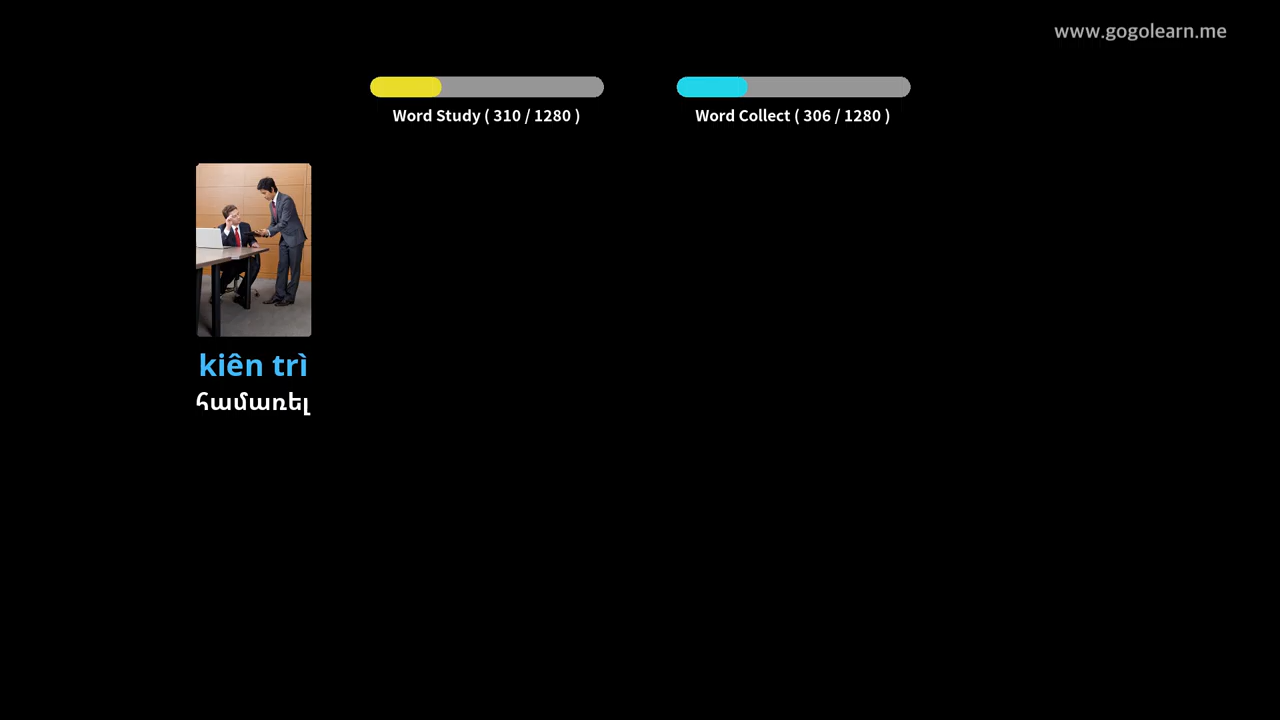 www.gogolearn.me
Word Study ( 310 / 1280 )
Word Collect ( 306 / 1280 )
kiên trì
համառել